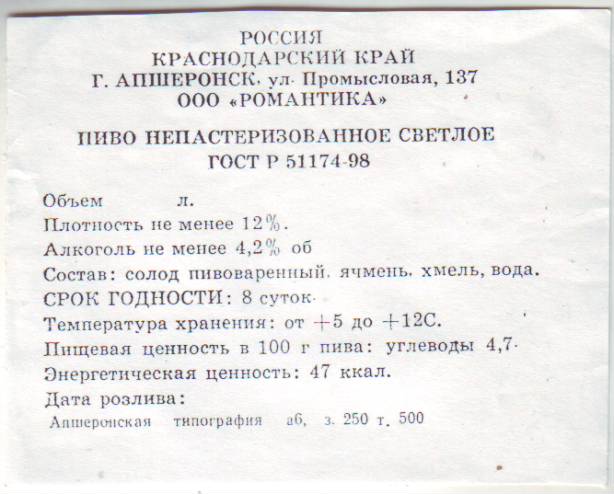 РОССИЯ
КРАСНОДАРСКИЙ КРАЙ
Г. АПШЕРОНСК, ул. Промысловая, 137
ООО «РОМАНТИКА»
ПИВО НЕПАСТЕРИЗОВАННОЕ СВЕТЛОЕ
ГОСТ Р 51174-98
Объем л.
Плотность не менее 12%.
Алкоголь не менее 4,2% об
Состав: солод пивоваренный, ячмень, хмель, вода.
СРОК ГОДНОСТИ: 8 суток.
Температура хранения: от +5 до +12С.
Пищевая ценность в 100 г пива: углеводы 4,7.
Энергетическая ценность: 47 ккал.
Дата розлива:
Апшеронская типография аб, з. 250 т. 500